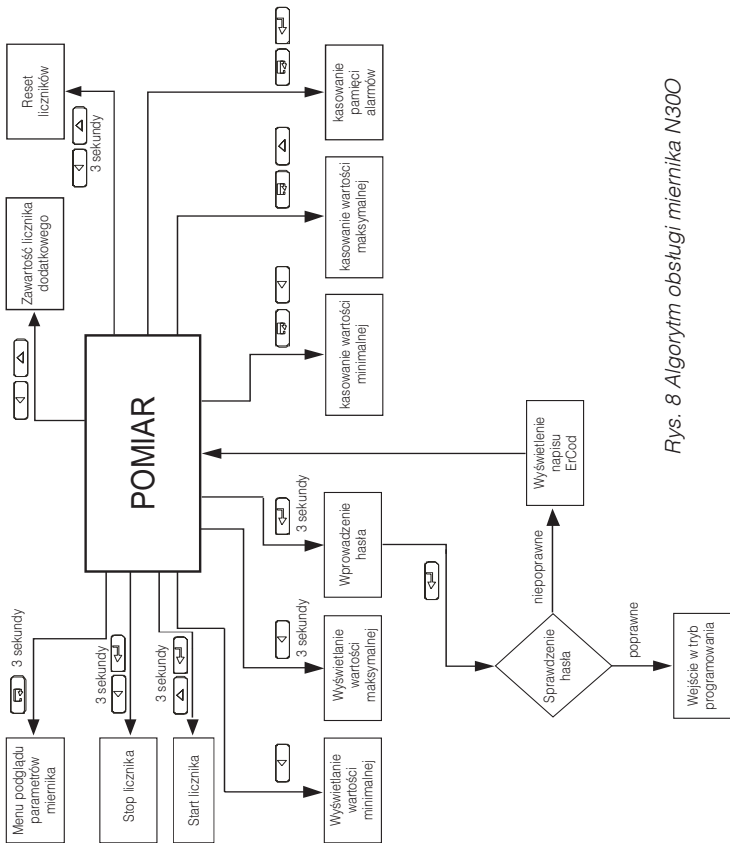 Reset
liczników
3 sekundy
Zawartość licznika
dodatkowego
POMIAR
kasowanie
pamięci
alarmów
kasowanie wartości
maksymalnej
kasowanie wartości
minimalnej
3 sekundy
Menu podglądu
parametrów
miernika
3 sekundy
Stop licznika
3 sekundy
Start licznika
Wyświetlanie
wartości
minimalnej
3 sekundy
Wyświetlanie
wartości
maksymalnej
3 sekundy
Wprowadzenie
hasła
Sprawdzenie
hasła
niepoprawne
Wyświetlenie
napisu
ErCod
poprawne
Wejście w tryb
programowania
Rys. 8 Algorytm obsługi miernika N30O